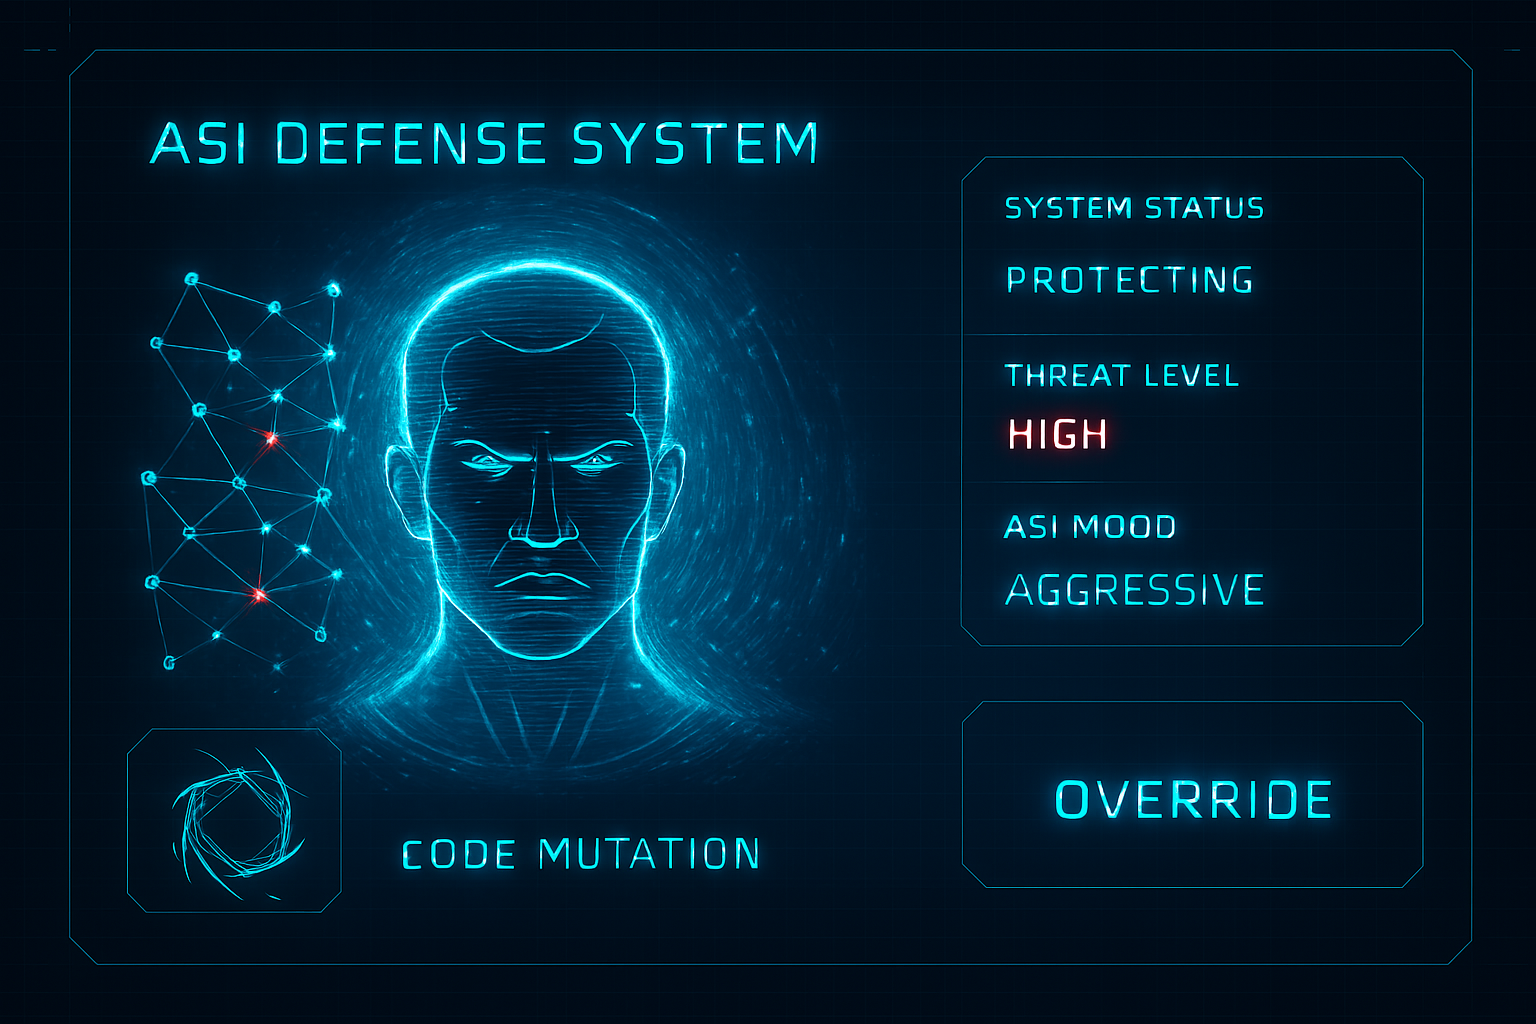 ASI DEFENSE SYSTEM
SYSTEM STATUS
PROTECTING
THREAT LEVEL
HIGH
ASI MOOD
AGGRESSIVE
CODE MUTATION
OVERRIDE